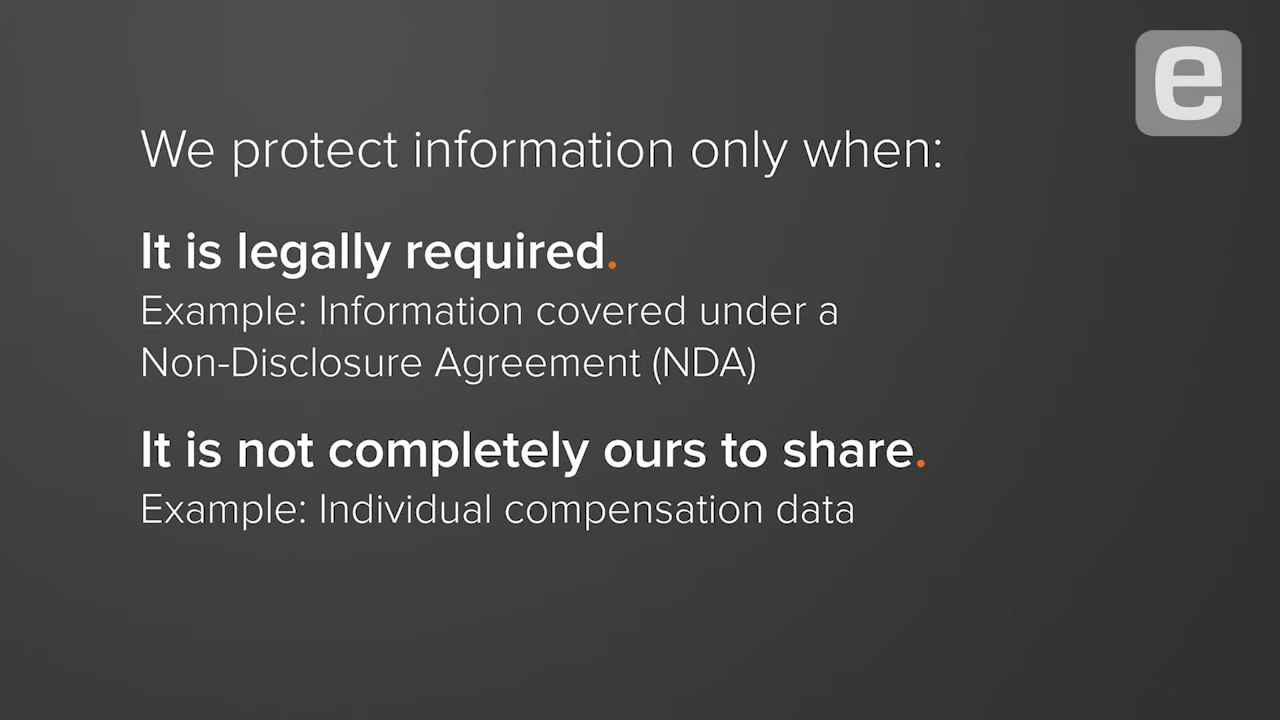 e
We protect information only when:
It is legally required.
Example: Information covered under a
Non-Disclosure Agreement (NDA)
It is not completely ours to share.
Example: Individual compensation data